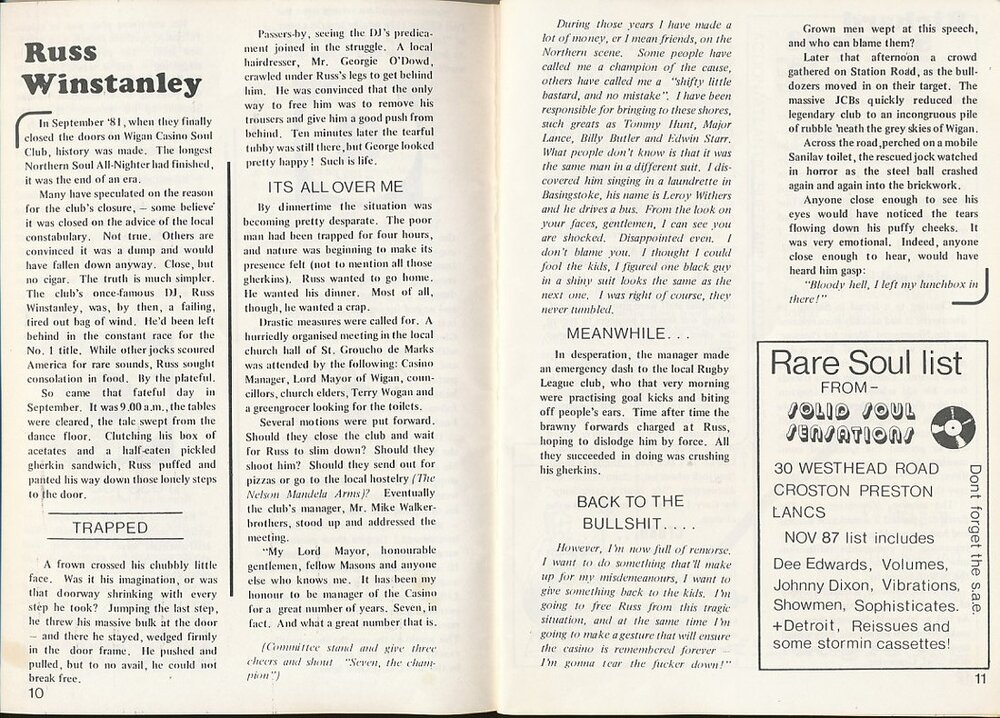 Russ
Winstanley
In September '81, when they finally
closed the doors on Wigan Casino Soul
Club, history was made. The longest
Northern Soul All-Nighter had finished,
it was the end of an era.
Many have speculated on the reason
for the club's closure, – some believe
it was closed on the advice of the local
constabulary. Not true. Others are
convinced it was a dump and would
have fallen down anyway. Close, but
no cigar. The truth is much simpler.
The club's once-famous DJ, Russ
Winstanley, was, by then, a failing,
tired out bag of wind. He'd been left
behind in the constant race for the
No. 1 title. While other jocks scoured
America for rare sounds, Russ sought
consolation in food. By the plateful.
So came that fateful day in
September. It was 9.00 a.m., the tables
were cleared, the talc swept from the
dance floor. Clutching his box of
acetates and a half-eaten pickled
gherkin sandwich, Russ puffed and
panted his way down those lonely steps
to the door.
TRAPPED
A frown crossed his chubbly little
face. Was it his imagination, or was
that doorway shrinking with every
step he took? Jumping the last step,
he threw his massive bulk at the door
– and there he stayed, wedged firmly
in the door frame. He pushed and
pulled, but to no avail, he could not
break free.
10
Passers-by, seeing the DJ's predica-
ment joined in the struggle. A local
hairdresser, Mr. Georgie O'Dowd,
crawled under Russ's legs to get behind
him. He was convinced that the only
way to free him was to remove his
trousers and give him a good push from
behind. Ten minutes later the tearful
tubby was still there, but George looked
pretty happy! Such is life.
ITS ALL OVER ME
By dinnertime the situation was
becoming pretty desparate. The poor
man had been trapped for four hours,
and nature was beginning to make its
presence felt (not to mention all those
gherkins). Russ wanted to go home.
He wanted his dinner. Most of all,
though, he wanted a crap.
Drastic measures were called for. A
hurriedly organised meeting in the local
church hall of St. Groucho de Marks
was attended by the following: Casino
Manager, Lord Mayor of Wigan, coun-
cillors, church elders, Terry Wogan and
a greengrocer looking for the toilets.
Several motions were put forward.
Should they close the club and wait
for Russ to slim down? Should they
shoot him? Should they send out for
pizzas or go to the local hostelry (The
Nelson Mandela Arms)? Eventually
the club's manager, Mr. Mike Walker-
brothers, stood up and addressed the
meeting.
"My Lord Mayor, honourable
gentlemen, fellow Masons and anyone
else who knows me. It has been my
honour to be manager of the Casino
for a great number of years. Seven, in
fact. And what a great number that is.
(Committee stand and give three
cheers and shout "Seven, the cham-
pion")
During those years I have made a
lot of money, er I mean friends, on the
Northern scene. Some people have
called me a champion of the cause,
others have called me a "shifty little
bastard, and no mistake". I have been
responsible for bringing to these shores,
such greats as Tommy Hunt, Major
Lance, Billy Butler and Edwin Starr.
What people don't know is that it was
the same man in a different suit. I dis-
covered him singing in a laundrette in
Basingstoke, his name is Leroy Withers
and he drives a bus. From the look on
your faces, gentlemen, I can see you
are shocked. Disappointed even. I
don't blame you. I thought I could
fool the kids, I figured one black guy
in a shiny suit looks the same as the
next one. I was right of course, they
never tumbled.
MEANWHILE. . .
In desperation, the manager made
an emergency dash to the local Rugby
League club, who that very morning
were practising goal kicks and biting
off people's ears. Time after time the
brawny forwards charged at Russ,
hoping to dislodge him by force. All
they succeeded in doing was crushing
his gherkins.
BACK TO THE
BULLSHIT. . . .
However, I'm now full of remorse.
I want to do something that'll make
up for my misdemeanours, I want to
give something back to the kids. I'm
going to free Russ from this tragic
situation, and at the same time I'm
going to make a gesture that will ensure
the casino is remembered forever –
I'm gonna tear the fucker down!"
Grown men wept at this speech,
and who can blame them?
Later that afternoon a crowd
gathered on Station Road, as the bull-
dozers moved in on their target. The
massive JCBs quickly reduced the
legendary club to an incongruous pile
of rubble 'neath the grey skies of Wigan.
Across the road, perched on a mobile
Sanilav toilet, the rescued jock watched
in horror as the steel ball crashed
again and again into the brickwork.
Anyone close enough to see his
eyes would have noticed the tears
flowing down his puffy cheeks. It
was very emotional. Indeed, anyone
close enough to hear, would have
heard him gasp:
"Bloody hell, I left my lunchbox in
there!"
Rare Soul list
FROM–
SOLID SOUL
SENSATIONS
30 WESTHEAD ROAD
CROSTON PRESTON
LANCS
NOV 87 list includes
Dee Edwards, Volumes,
Johnny Dixon, Vibrations,
Showmen, Sophisticates.
+Detroit, Reissues and
some stormin cassettes!
Dont forget the s.a.e.
11